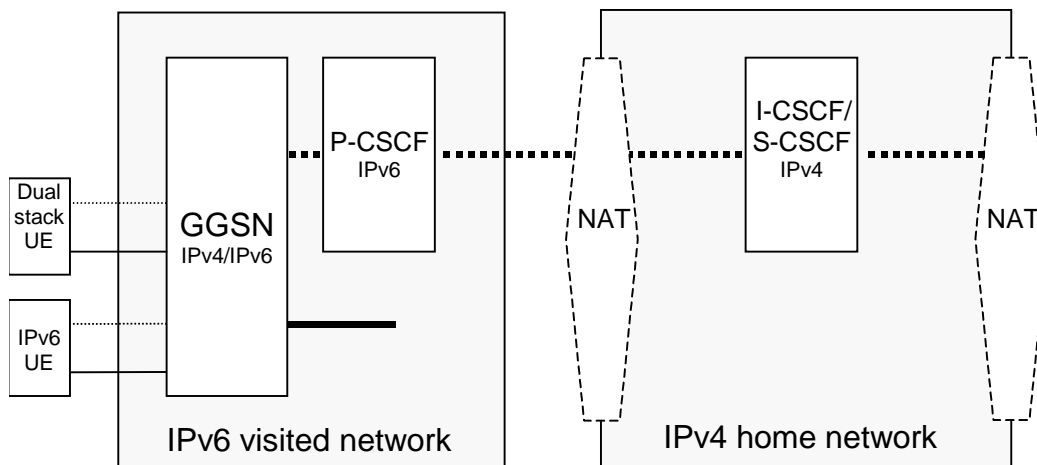 Dual
stack
UE
IPv6
UE
GGSN
IPv4/IPv6
P-CSCF
IPv6
IPv6 visited network
NAT
I-CSCF/
S-CSCF
IPv4
NAT
IPv4 home network